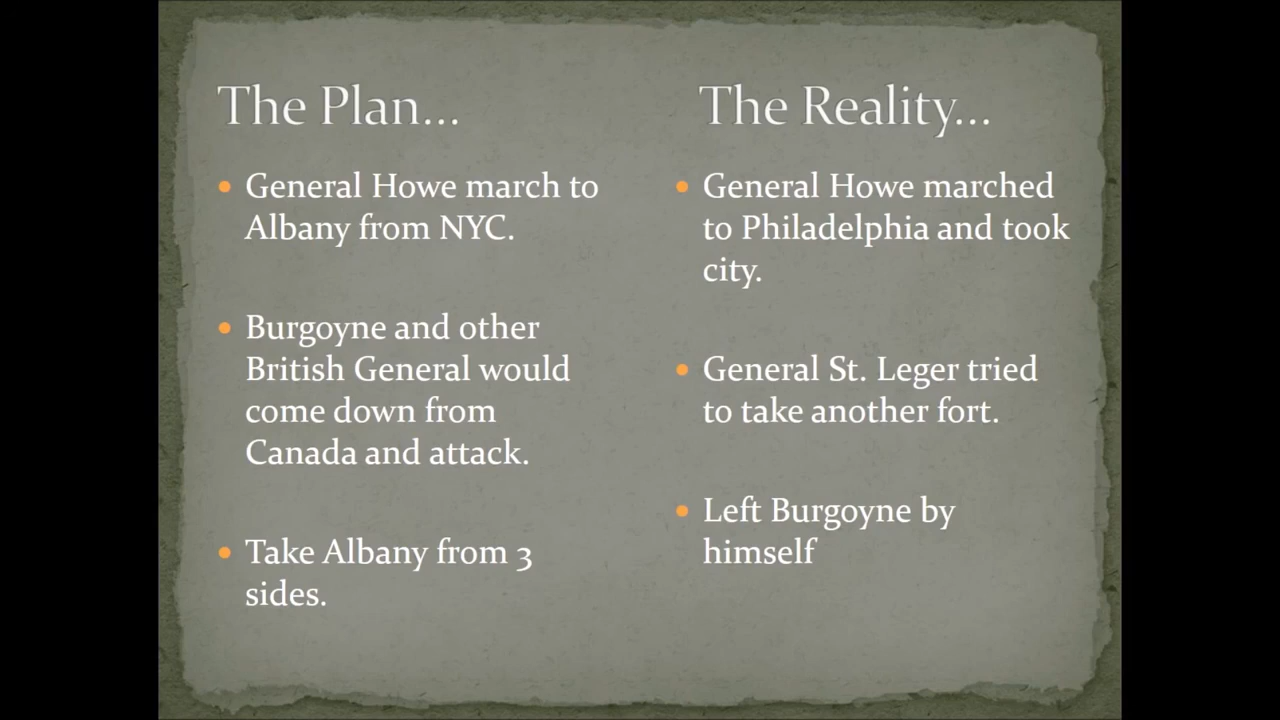 The Plan...
General Howe march to
Albany from NYC.
Burgoyne and other
British General would
come down from
Canada and attack.
Take Albany from 3
sides.
The Reality...
General Howe marched
to Philadelphia and took
city.
General St. Leger tried
to take another fort.
Left Burgoyne by
himself